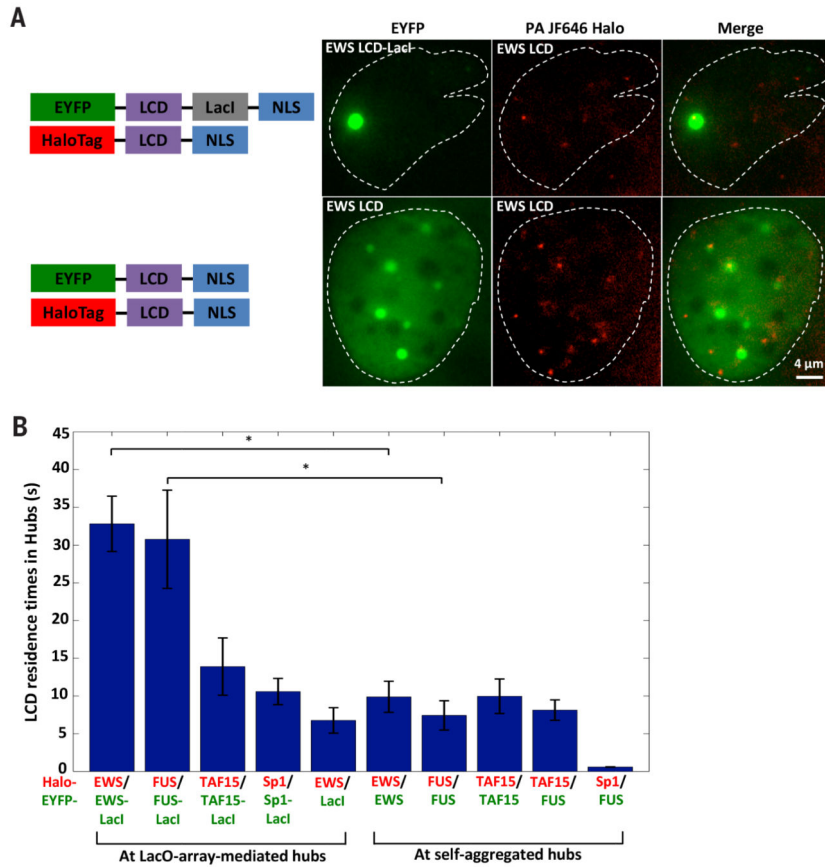 A
EYFP
PA JF646 Halo
Merge
EYFP LCD LacI NLS
HaloTag LCD NLS
EWS LCD-LacI
EWS LCD
EYFP LCD NLS
HaloTag LCD NLS
EWS LCD
EWS LCD
4 μm
B
LCD residence times in Hubs (s)
45
40
35
30
25
20
15
10
5
0
*
*
Halo- EWS/ FUS/ TAF15/ Sp1/ EWS/ EWS/ FUS/ TAF15/ TAF15/ Sp1/
EYFP- EWS- FUS- TAF15- Sp1- LacI EWS FUS TAF15 FUS FUS
LacI LacI LacI LacI
At LacO-array-mediated hubs
At self-aggregated hubs